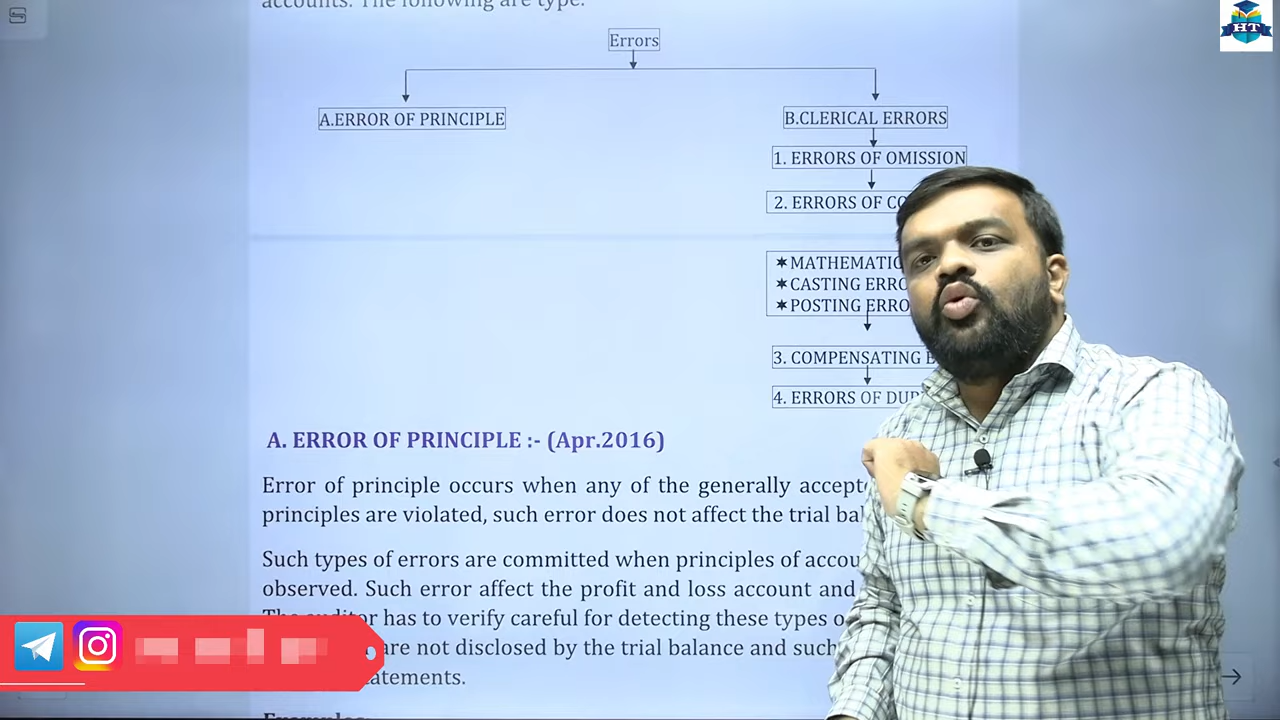 accounts. The following are type.
HT
Errors
A.ERROR OF PRINCIPLE
B.CLERICAL ERRORS
1. ERRORS OF OMISSION
2. ERRORS OF CO
✶MATHEMATIC
✶CASTING ERRO
✶POSTING ERRO
3. COMPENSATING E
4. ERRORS OF DUP
A. ERROR OF PRINCIPLE :- (Apr.2016)
Error of principle occurs when any of the generally accept
principles are violated, such error does not affect the trial bal
Such types of errors are committed when principles of accou
observed. Such error affect the profit and loss account and
The auditor has to verify careful for detecting these types o
are not disclosed by the trial balance and such
tatements.
Examples